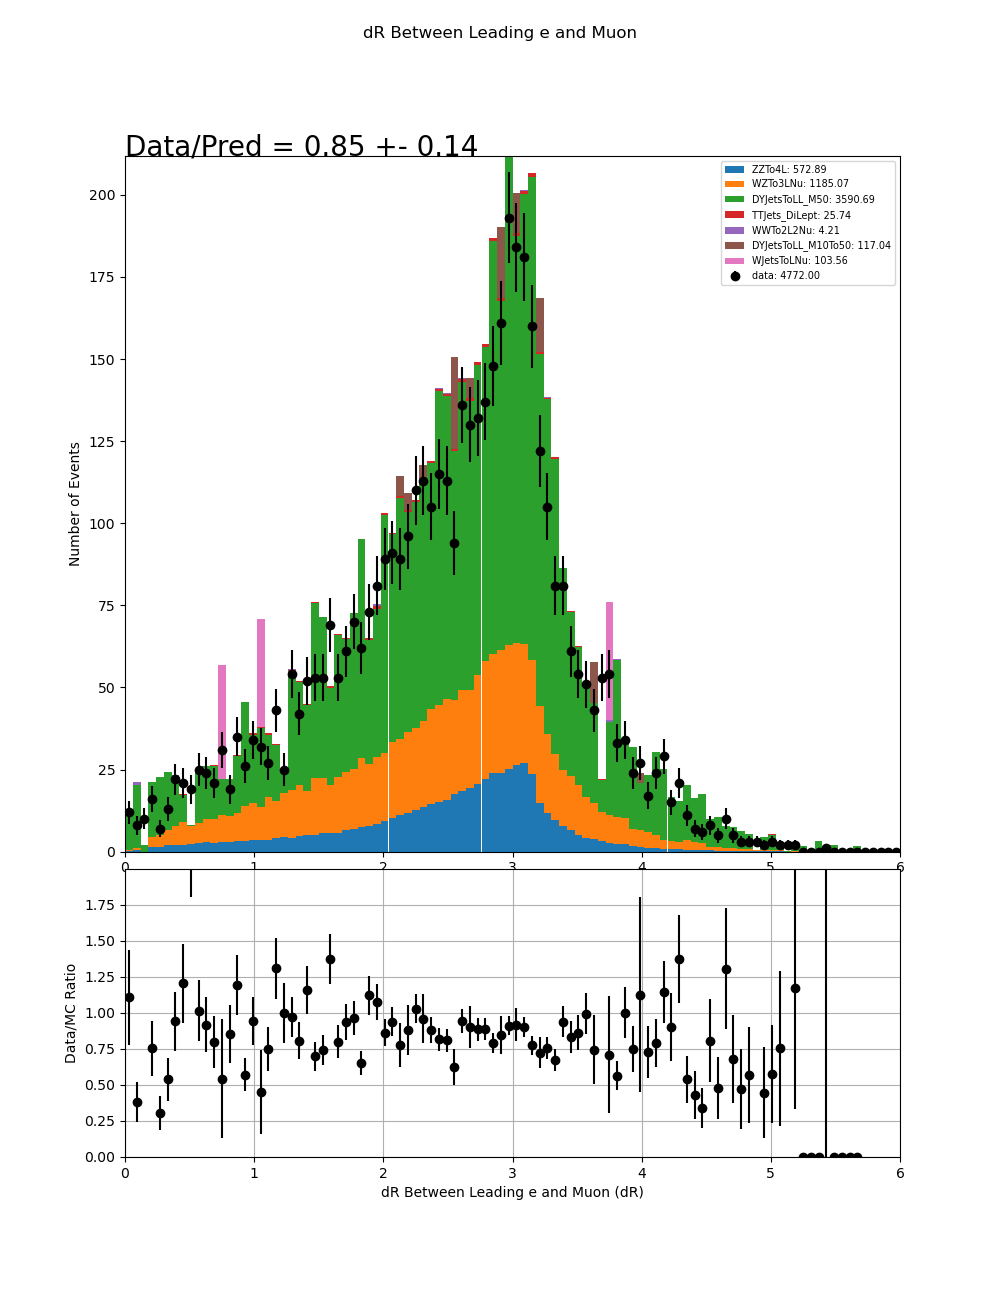 dR Between Leading e and Muon
Data/Pred = 0.85 +- 0.14
ZZTo4L: 572.89
WZTo3LNu: 1185.07
DYJetsToLL_M50: 3590.69
TTJets_DiLept: 25.74
WWTo2L2Nu: 4.21
DYJetsToLL_M10To50: 117.04
WJetsToLNu: 103.56
data: 4772.00
Number of Events
200
175
150
125
100
75
50
25
0
0 1 2 3 4 5 6
Data/MC Ratio
1.75
1.50
1.25
1.00
0.75
0.50
0.25
0.00
0 1 2 3 4 5 6
dR Between Leading e and Muon (dR)